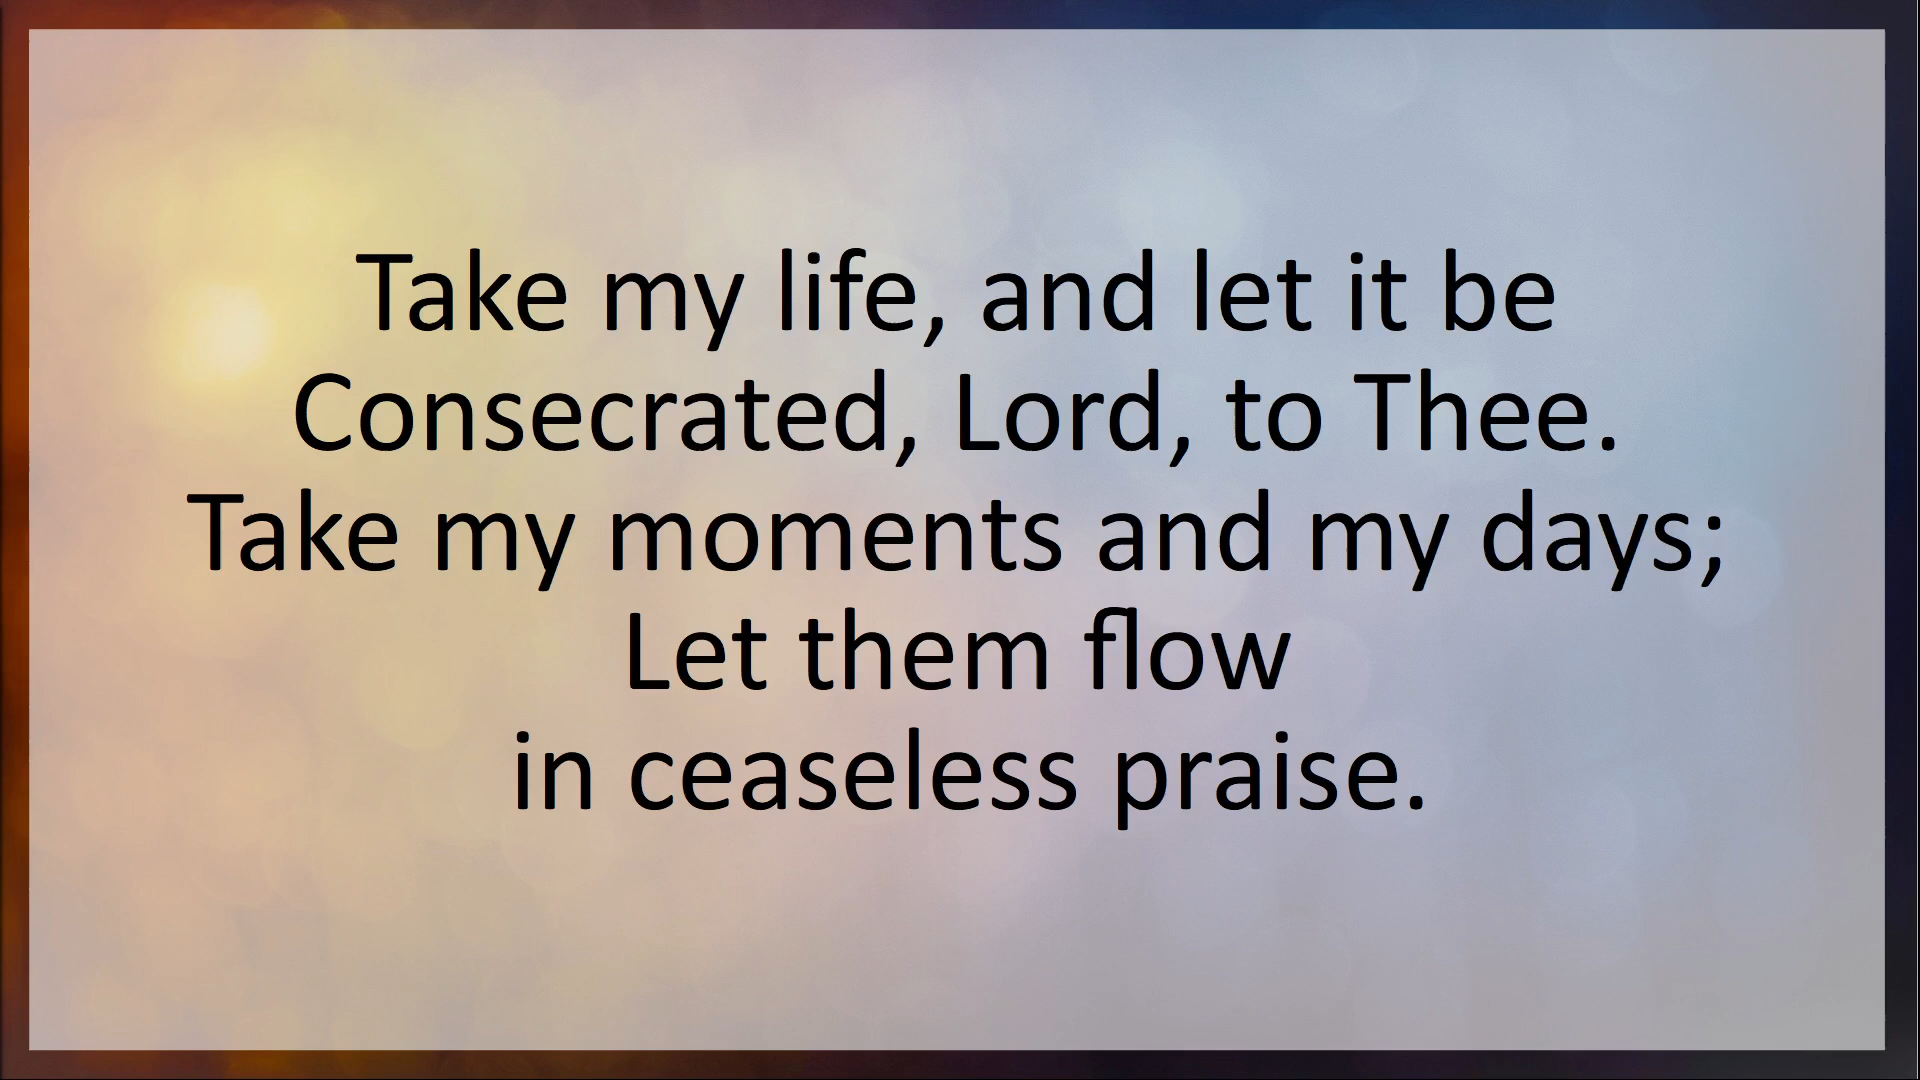 Take my life, and let it be
Consecrated, Lord, to Thee.
Take my moments and my days;
Let them flow
in ceaseless praise.